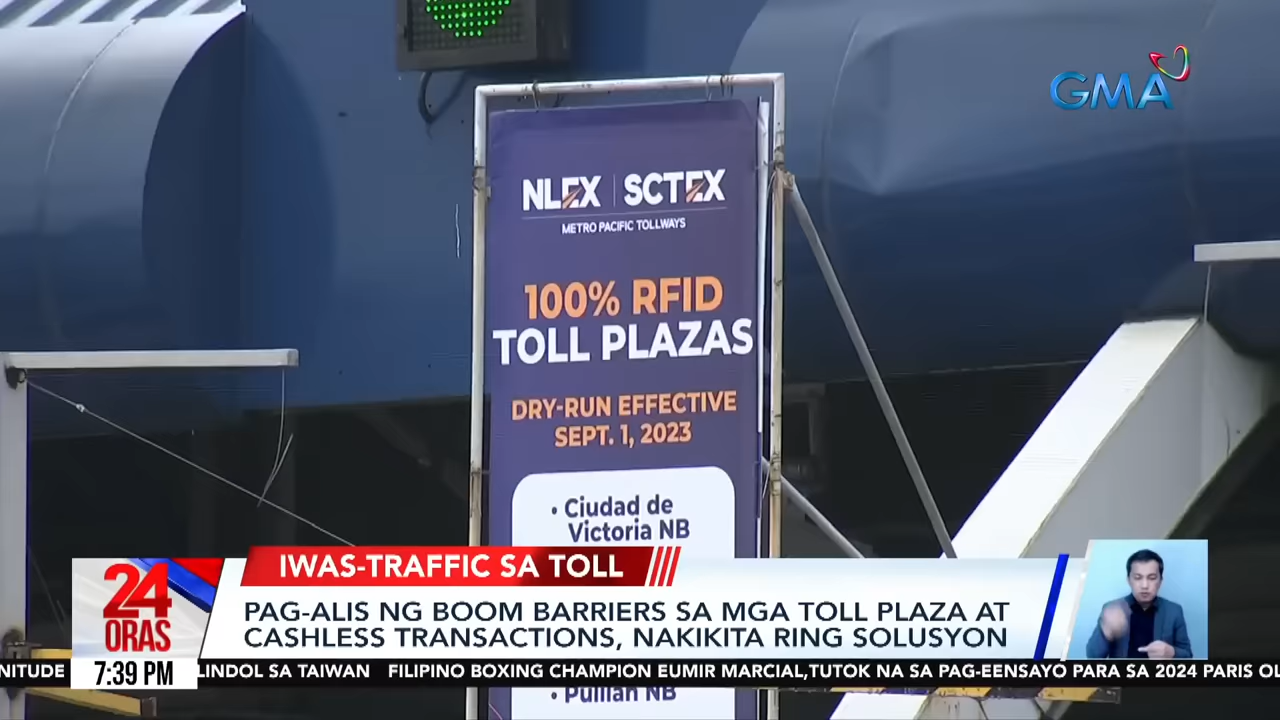 GMA
NLEX | SCTEX
METRO PACIFIC TOLLWAYS
100% RFID
TOLL PLAZAS
DRY-RUN EFFECTIVE
SEPT. 1, 2023
• Ciudad de
Victoria NB
IWAS-TRAFFIC SA TOLL
24
ORAS
PAG-ALIS NG BOOM BARRIERS SA MGA TOLL PLAZA AT
CASHLESS TRANSACTIONS, NAKIKITA RING SOLUSYON
7:39 PM
NITUDE LINDOL SA TAIWAN FILIPINO BOXING CHAMPION EUMIR MARCIAL,TUTOK NA SA PAG-EENSAYO PARA SA 2024 PARIS OL
• Pulilan NB